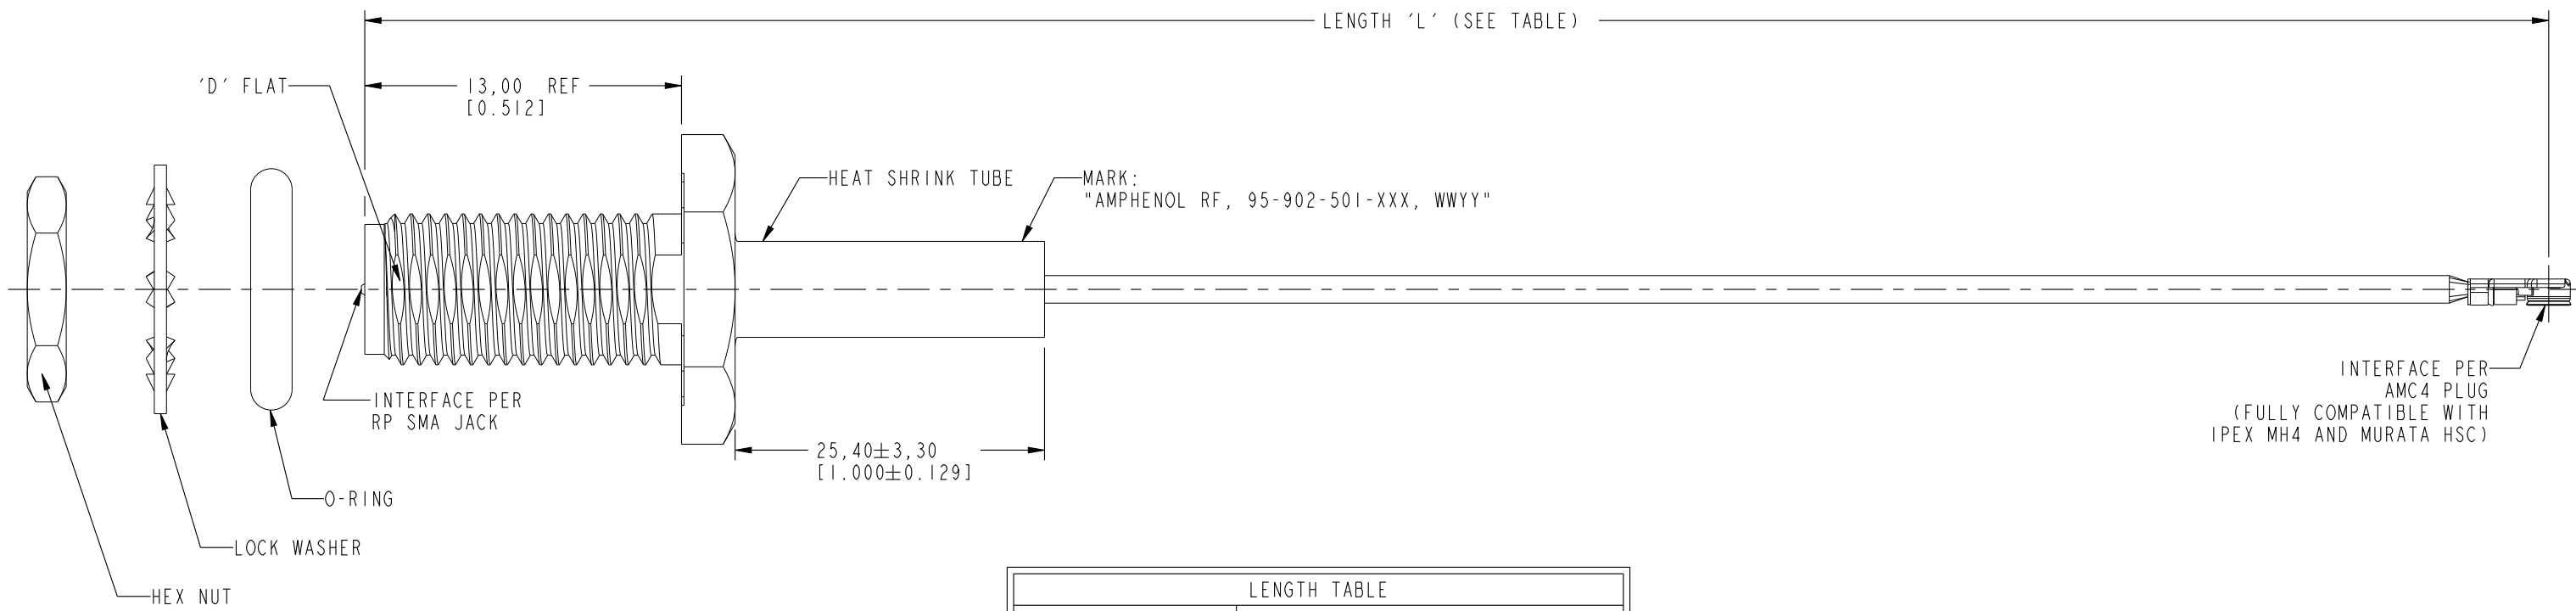 LENGTH 'L' (SEE TABLE)
'D' FLAT
13,00 REF
[0.512]
HEAT SHRINK TUBE
MARK:
"AMPHENOL RF, 95-902-501-XXX, WWYY"
INTERFACE PER
RP SMA JACK
INTERFACE PER
AMC4 PLUG
(FULLY COMPATIBLE WITH
IPEX MH4 AND MURATA HSC)
25,40±3,30
[1.000±0.129]
O-RING
LOCK WASHER
HEX NUT
LENGTH TABLE